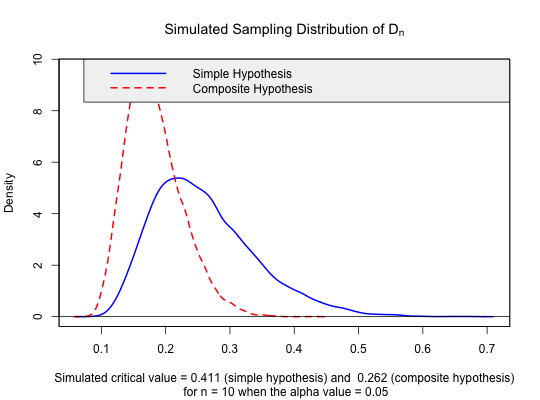 Simulated Sampling Distribution of Dn
Simple Hypothesis
Composite Hypothesis
Density
10
8
6
4
2
0
0.1 0.2 0.3 0.4 0.5 0.6 0.7
Simulated critical value = 0.411 (simple hypothesis) and 0.262 (composite hypothesis)
for n = 10 when the alpha value = 0.05